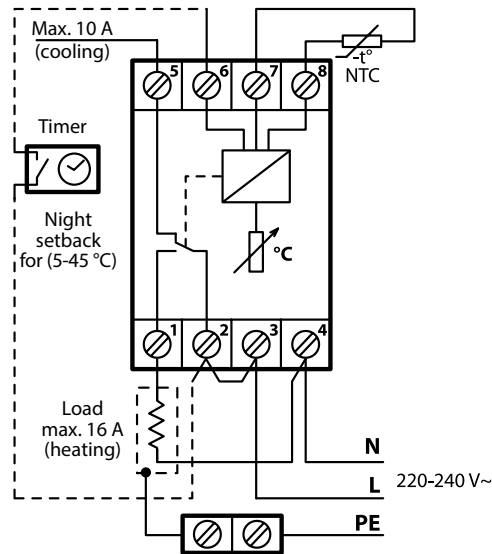 Max. 10 A
(cooling)
5
6
7
8
-t°
NTC
Timer
Night
setback
for (5-45 °C)
°C
1
2
3
4
Load
max. 16 A
(heating)
N
L
220-240 V~
PE